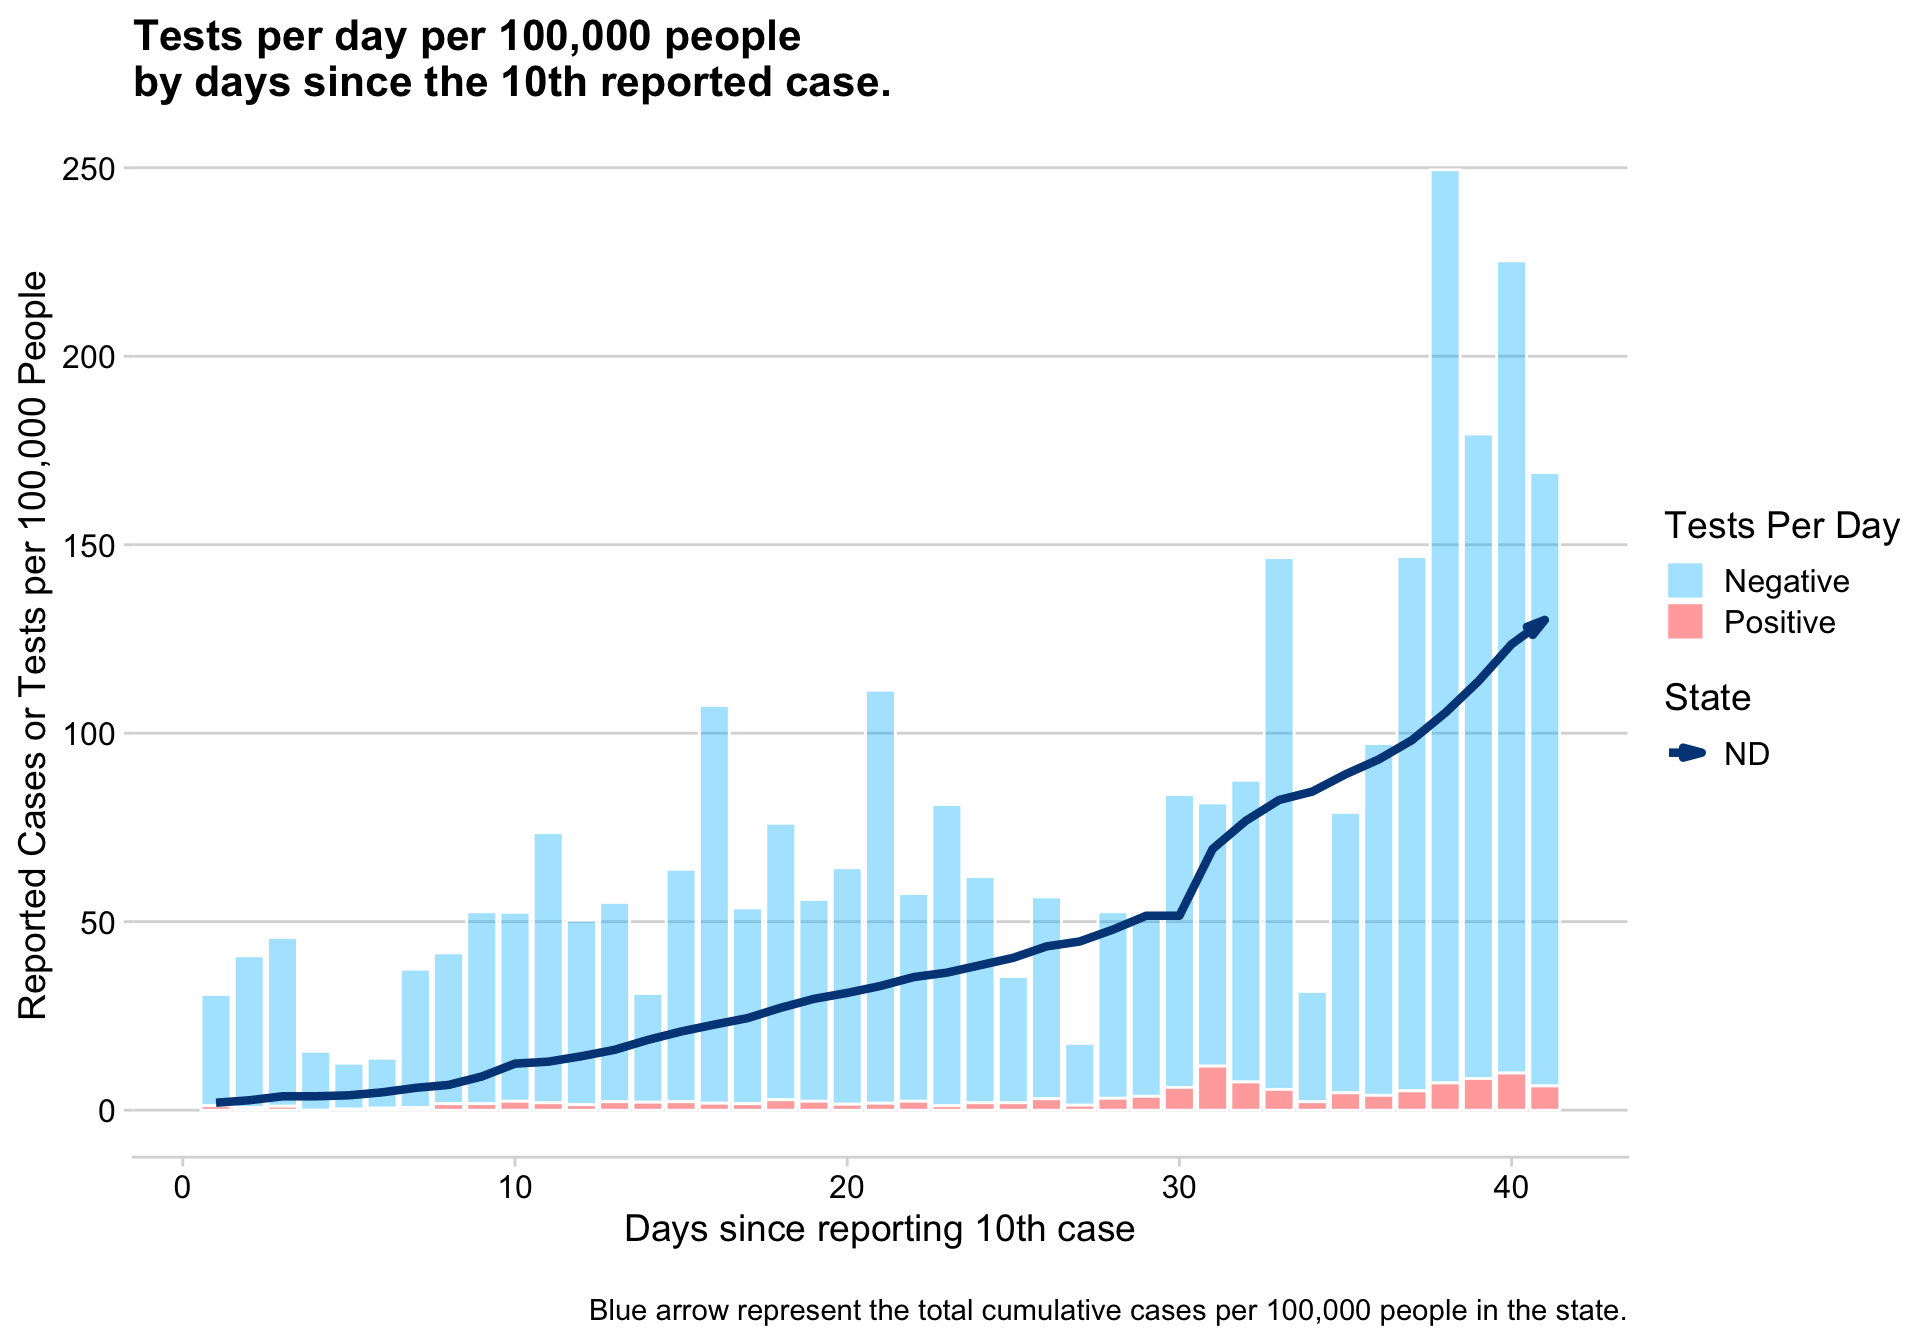 Tests per day per 100,000 people
by days since the 10th reported case.
Reported Cases or Tests per 100,000 People
250
200
150
100
50
0
0 10 20 30 40
Days since reporting 10th case
Tests Per Day
Negative
Positive
State
ND
Blue arrow represent the total cumulative cases per 100,000 people in the state.